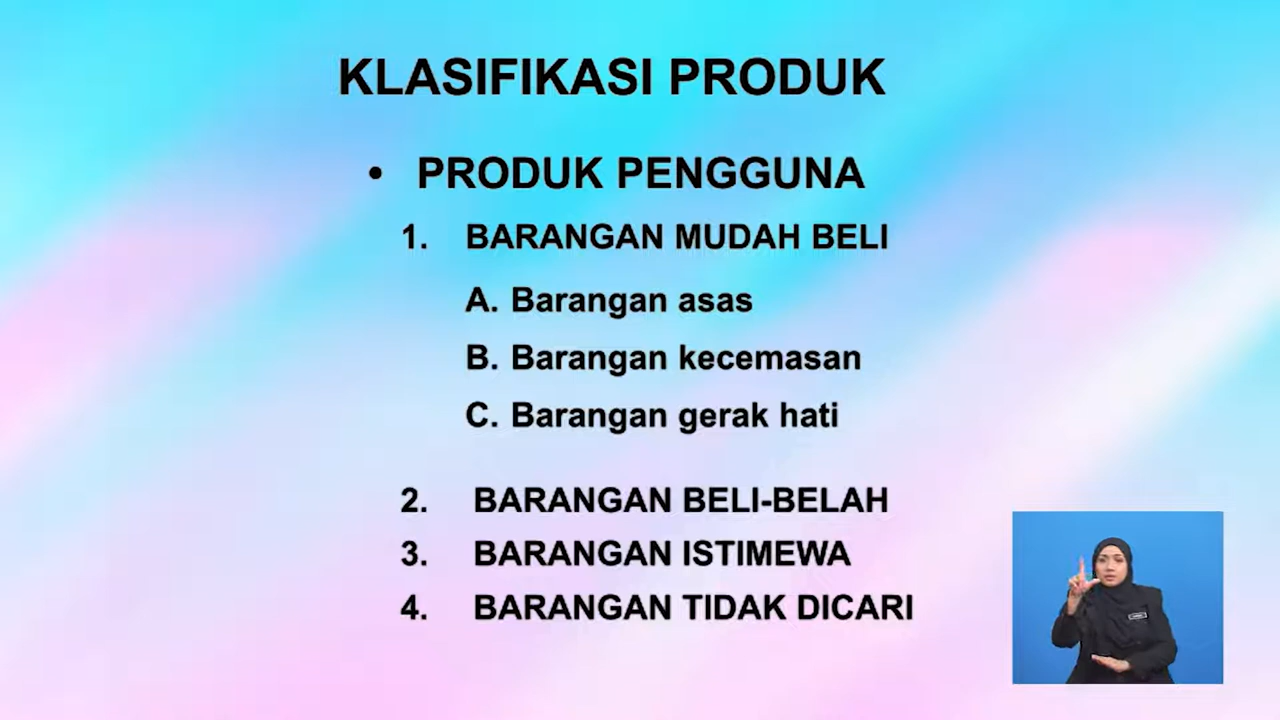 KLASIFIKASI PRODUK
• PRODUK PENGGUNA
1. BARANGAN MUDAH BELI
A. Barangan asas
B. Barangan kecemasan
C. Barangan gerak hati
2. BARANGAN BELI-BELAH
3. BARANGAN ISTIMEWA
4. BARANGAN TIDAK DICARI